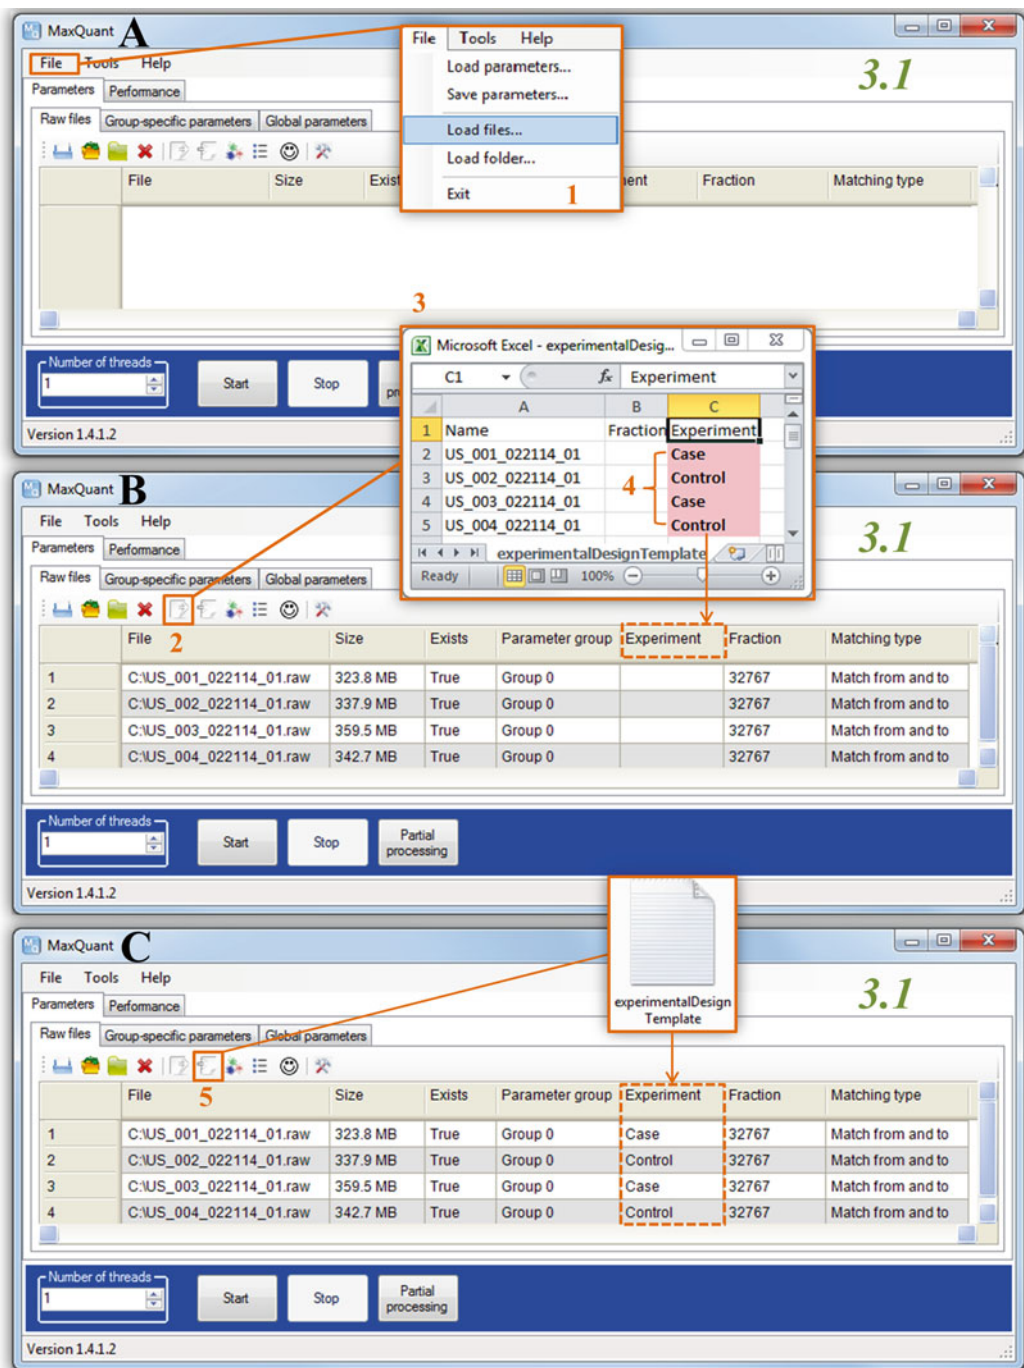 MaxQuant A
File Tools Help
3.1
Parameters Performance
Raw files Group-specific parameters Global parameters
File Tools Help
Load parameters...
Save parameters...
Load files...
Load folder...
Exit
1
File Size Exist ent Fraction Matching type
Number of threads
1 Start Stop pr
Version 1.4.1.2
3
Microsoft Excel - experimentalDesig...
C1 fx Experiment
A B C
1 Name Fraction Experiment
2 US_001_022114_01 Case
3 US_002_022114_01 Control
4 US_003_022114_01 Case
5 US_004_022114_01 Control
4
experimentalDesignTemplate
Ready 100%
MaxQuant B
File Tools Help
3.1
Parameters Performance
Raw files Group-specific parameters Global parameters
2
File Size Exists Parameter group Experiment Fraction Matching type
1 C:\US_001_022114_01.raw 323.8 MB True Group 0 32767 Match from and to
2 C:\US_002_022114_01.raw 337.9 MB True Group 0 32767 Match from and to
3 C:\US_003_022114_01.raw 359.5 MB True Group 0 32767 Match from and to
4 C:\US_004_022114_01.raw 342.7 MB True Group 0 32767 Match from and to
Number of threads
1 Start Stop Partial
processing
Version 1.4.1.2
MaxQuant C
File Tools Help
3.1
Parameters Performance
Raw files Group-specific parameters Global parameters
experimentalDesign
Template
5
File Size Exists Parameter group Experiment Fraction Matching type
1 C:\US_001_022114_01.raw 323.8 MB True Group 0 Case 32767 Match from and to
2 C:\US_002_022114_01.raw 337.9 MB True Group 0 Control 32767 Match from and to
3 C:\US_003_022114_01.raw 359.5 MB True Group 0 Case 32767 Match from and to
4 C:\US_004_022114_01.raw 342.7 MB True Group 0 Control 32767 Match from and to
Number of threads
1 Start Stop Partial
processing
Version 1.4.1.2